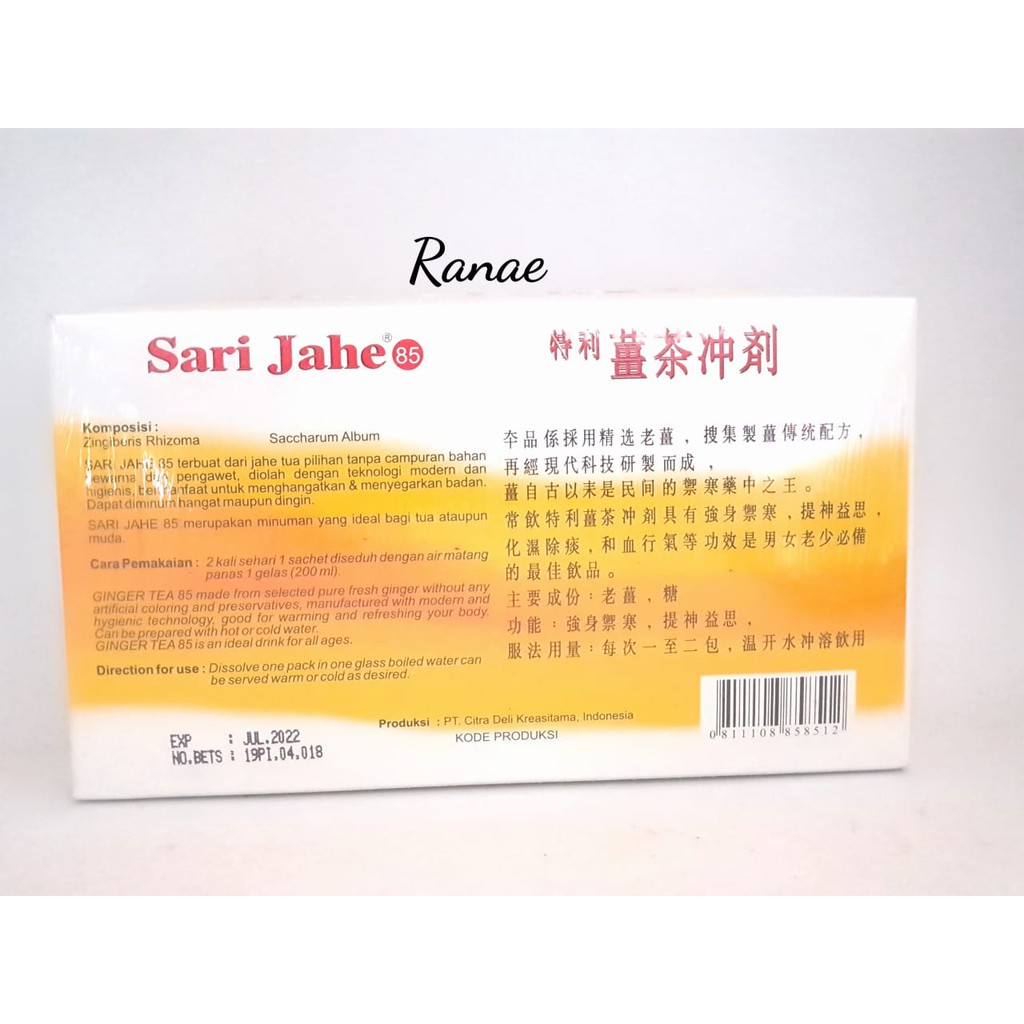 Ranae
Sari Jahe® 85
特利 薑茶冲剤
Komposisi :
Zingiburis Rhizoma Saccharum Album
SARI JAHE 85 terbuat dari jahe tua pilihan tanpa campuran bahan
pewarna dan pengawet, diolah dengan teknologi modern dan
higienis, bermanfaat untuk menghangatkan & menyegarkan badan.
Dapat diminum hangat maupun dingin.
SARI JAHE 85 merupakan minuman yang ideal bagi tua ataupun
muda.
Cara Pemakaian : 2 kali sehari 1 sachet diseduh dengan air matang
panas 1 gelas (200 ml).
GINGER TEA 85 made from selected pure fresh ginger without any
artificial coloring and preservatives, manufactured with modern and
hygienic technology, good for warming and refreshing your body.
Can be prepared with hot or cold water.
GINGER TEA 85 is an ideal drink for all ages.
Direction for use : Dissolve one pack in one glass boiled water can
be served warm or cold as desired.
本品係採用精选老薑，搜集製薑傳统配方，
再經現代科技研製而成，
薑自古以来是民间的禦寒藥中之王。
常飲特利薑茶冲剤具有強身禦寒，提神益思，
化濕除痰，和血行氣等功效是男女老少必備
的最佳飲品。
主要成份：老薑，糖
功能：強身禦寒，提神益思，
服法用量：每次一至二包，温开水冲溶飲用
Produksi : PT. Citra Deli Kreasitama, Indonesia
KODE PRODUKSI
EXP : JUL.2022
NO.BETS : 19PI.04.018
0811108858512